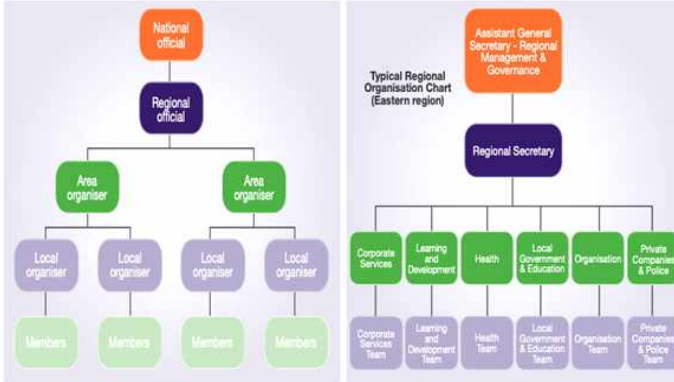 National
official
Regional
official
Area
organiser
Area
organiser
Local
organiser
Local
organiser
Local
organiser
Local
organiser
Members
Members
Members
Members
Typical Regional
Organisation Chart
(Eastern region)
Assistant General
Secretary - Regional
Management &
Governance
Regional Secretary
Corporate
Services
Learning
and
Development
Health
Local
Government
& Education
Organisation
Private
Companies
& Police
Corporate
Services
Team
Learning
and
Development
Team
Health
Team
Local
Government
& Education
Team
Organisation
Team
Private
Companies
& Police
Team